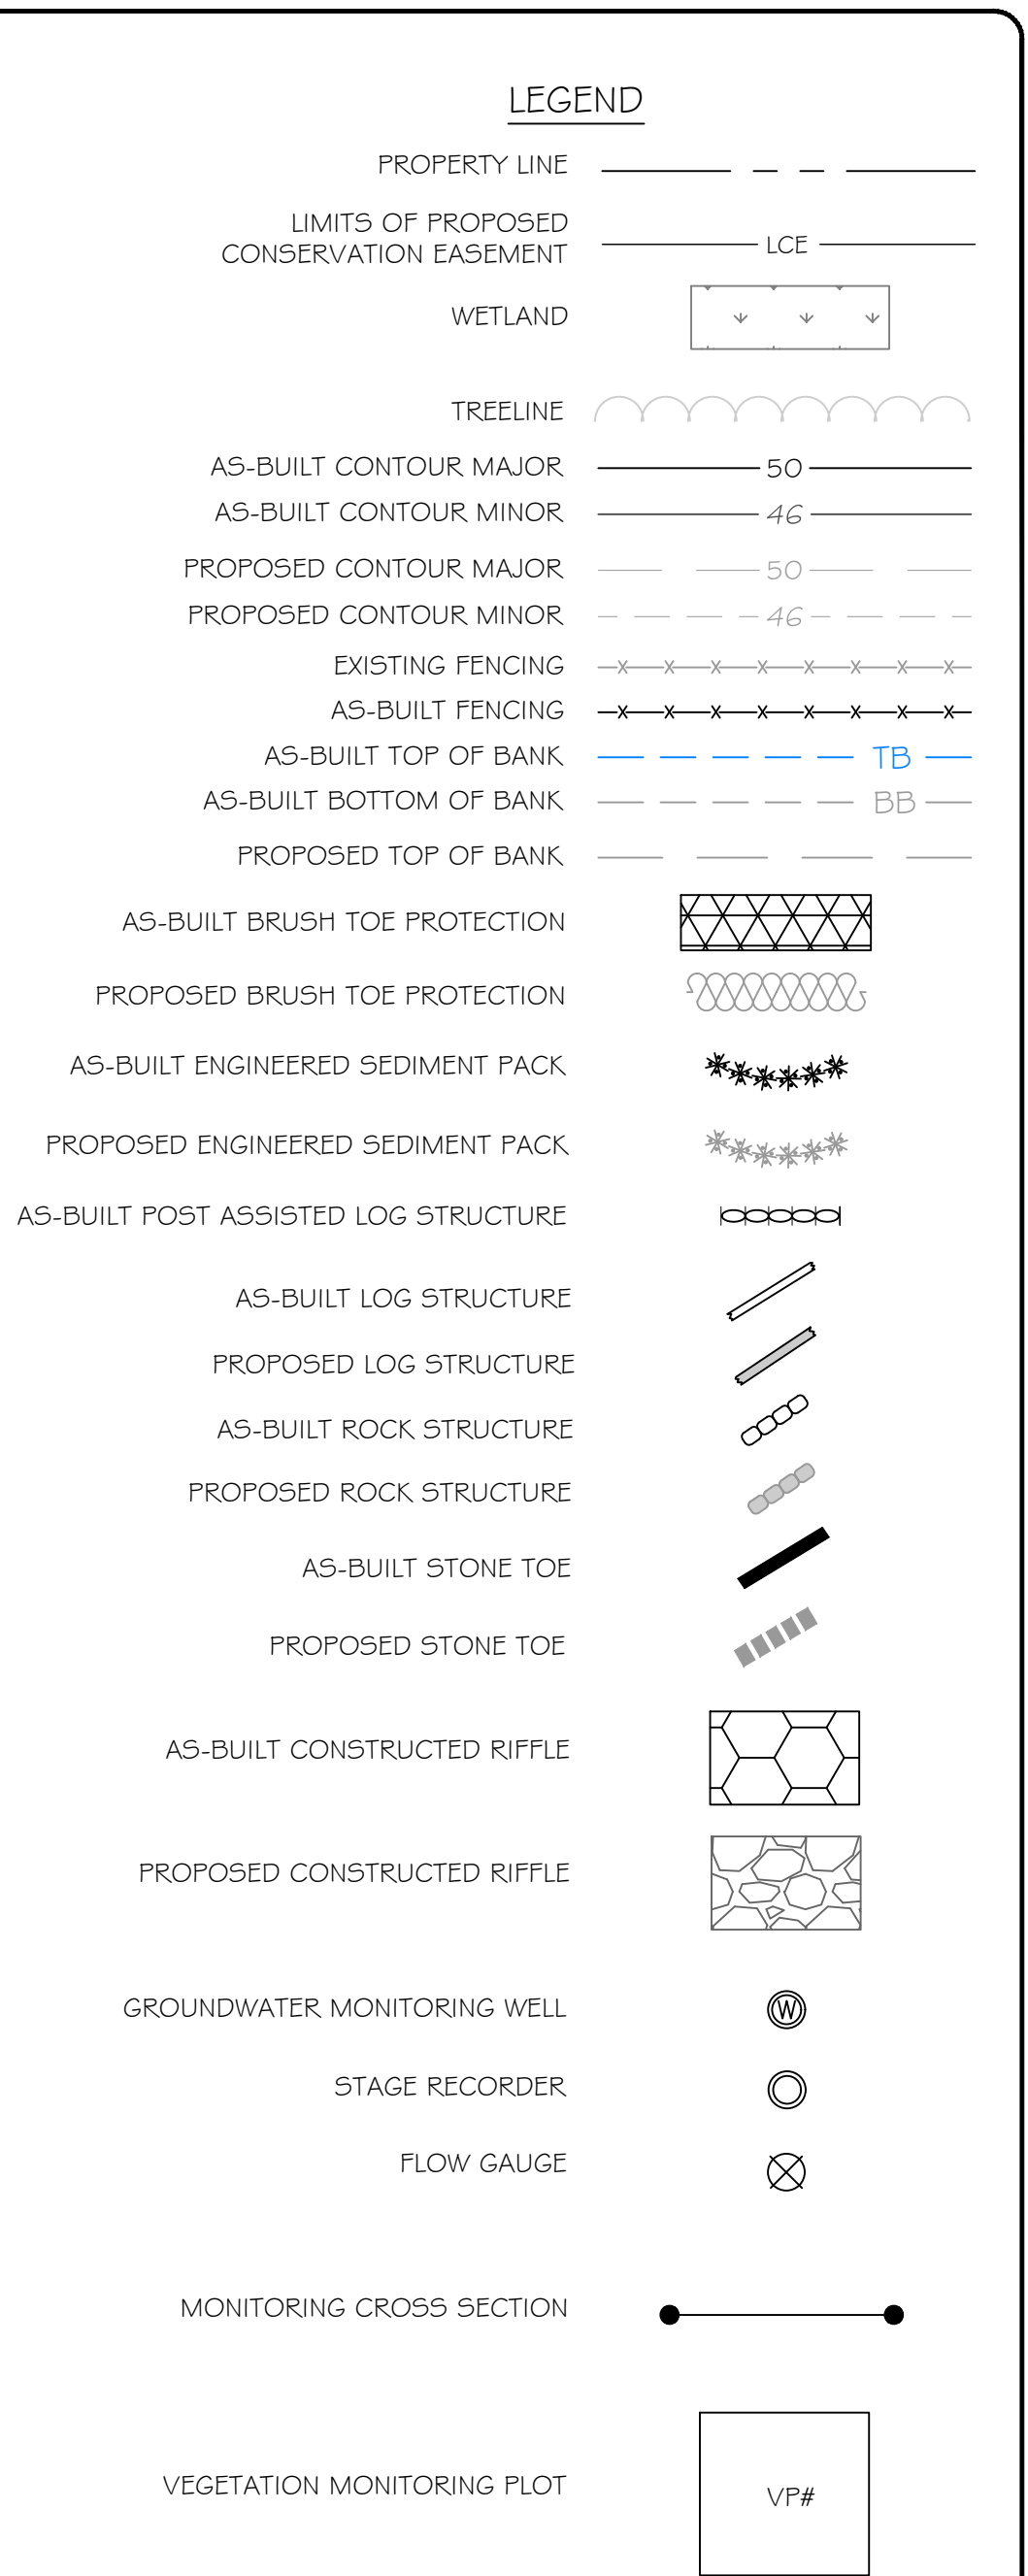 LEGEND
PROPERTY LINE
LIMITS OF PROPOSED
CONSERVATION EASEMENT
LCE
WETLAND
TREELINE
AS-BUILT CONTOUR MAJOR 50
AS-BUILT CONTOUR MINOR 46
PROPOSED CONTOUR MAJOR 50
PROPOSED CONTOUR MINOR 46
EXISTING FENCING
AS-BUILT FENCING
AS-BUILT TOP OF BANK TB
AS-BUILT BOTTOM OF BANK BB
PROPOSED TOP OF BANK
AS-BUILT BRUSH TOE PROTECTION
PROPOSED BRUSH TOE PROTECTION
AS-BUILT ENGINEERED SEDIMENT PACK
PROPOSED ENGINEERED SEDIMENT PACK
AS-BUILT POST ASSISTED LOG STRUCTURE
AS-BUILT LOG STRUCTURE
PROPOSED LOG STRUCTURE
AS-BUILT ROCK STRUCTURE
PROPOSED ROCK STRUCTURE
AS-BUILT STONE TOE
PROPOSED STONE TOE
AS-BUILT CONSTRUCTED RIFFLE
PROPOSED CONSTRUCTED RIFFLE
GROUNDWATER MONITORING WELL W
STAGE RECORDER
FLOW GAUGE
MONITORING CROSS SECTION
VEGETATION MONITORING PLOT VP#